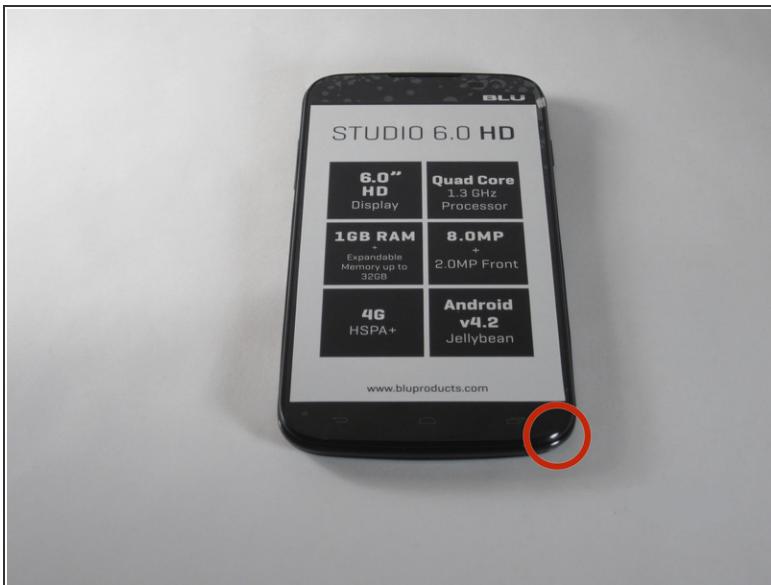 BLU
STUDIO 6.0 HD
6.0"
HD
Display
Quad Core
1.3 GHz
Processor
1GB RAM
+
Expandable
Memory up to
32GB
8.0MP
+
2.0MP Front
4G
HSPA+
Android
v4.2
Jellybean
www.bluproducts.com